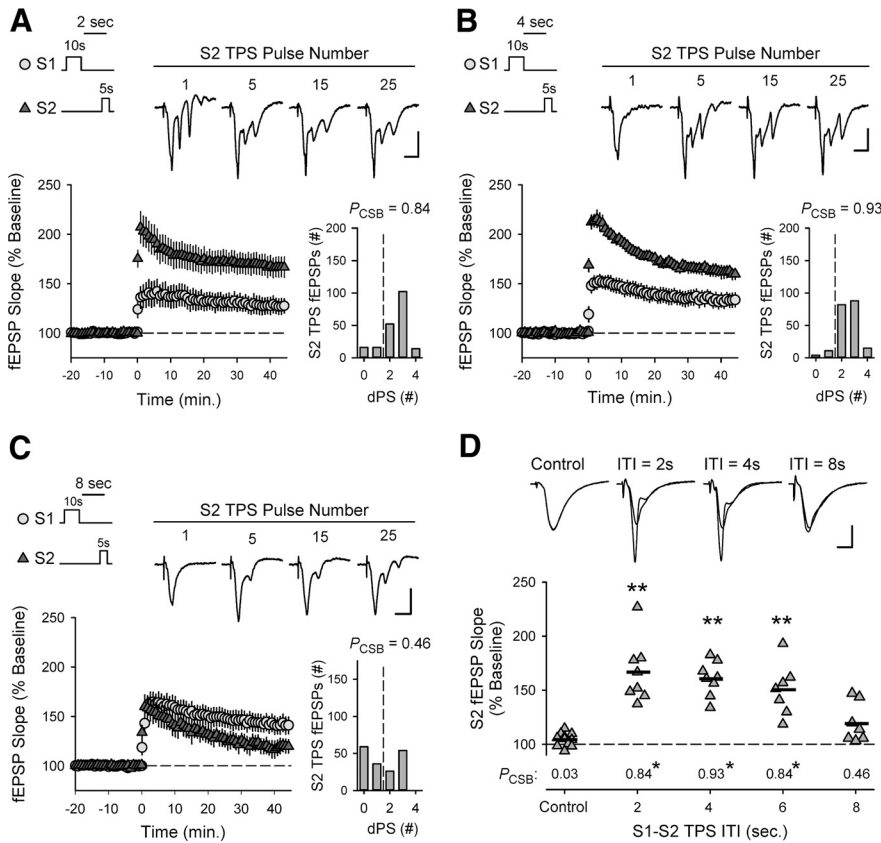 A
2 sec
10s
S1
5s
S2
S2 TPS Pulse Number
1 5 15 25
fEPSP Slope (% Baseline)
250
200
150
100
-20 -10 0 10 20 30 40
Time (min.)
PCSB = 0.84
S2 TPS fEPSPs (#)
200
150
100
50
0
0 2 4
dPS (#)
B
4 sec
10s
S1
5s
S2
S2 TPS Pulse Number
1 5 15 25
fEPSP Slope (% Baseline)
250
200
150
100
-20 -10 0 10 20 30 40
Time (min.)
PCSB = 0.93
S2 TPS fEPSPs (#)
200
150
100
50
0
0 2 4
dPS (#)
C
8 sec
10s
S1
5s
S2
S2 TPS Pulse Number
1 5 15 25
fEPSP Slope (% Baseline)
250
200
150
100
-20 -10 0 10 20 30 40
Time (min.)
PCSB = 0.46
S2 TPS fEPSPs (#)
150
100
50
0
0 2 4
dPS (#)
D
Control ITI = 2s ITI = 4s ITI = 8s
S2 fEPSP Slope
(% Baseline)
250
200
150
100
** ** **
PCSB: 0.03 0.84* 0.93* 0.84* 0.46
Control 2 4 6 8
S1-S2 TPS ITI (sec.)